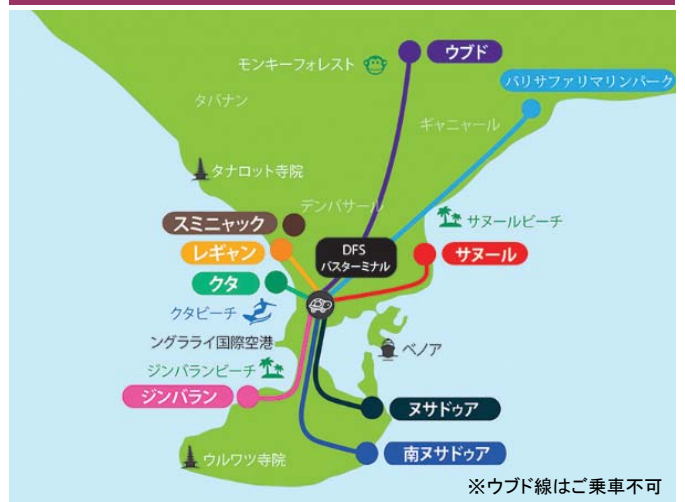 ウブド
モンキーフォレスト
バリサファリマリンパーク
タバナン
ギャニャール
タナロット寺院
デンパサール
スミニャック
サヌールビーチ
レギャン
DFS
バスターミナル
サヌール
クタ
クタビーチ
ングラライ国際空港
ベノア
ジンバランビーチ
ジンバラン
ヌサドゥア
南ヌサドゥア
ウルワツ寺院
※ウブド線はご乗車不可